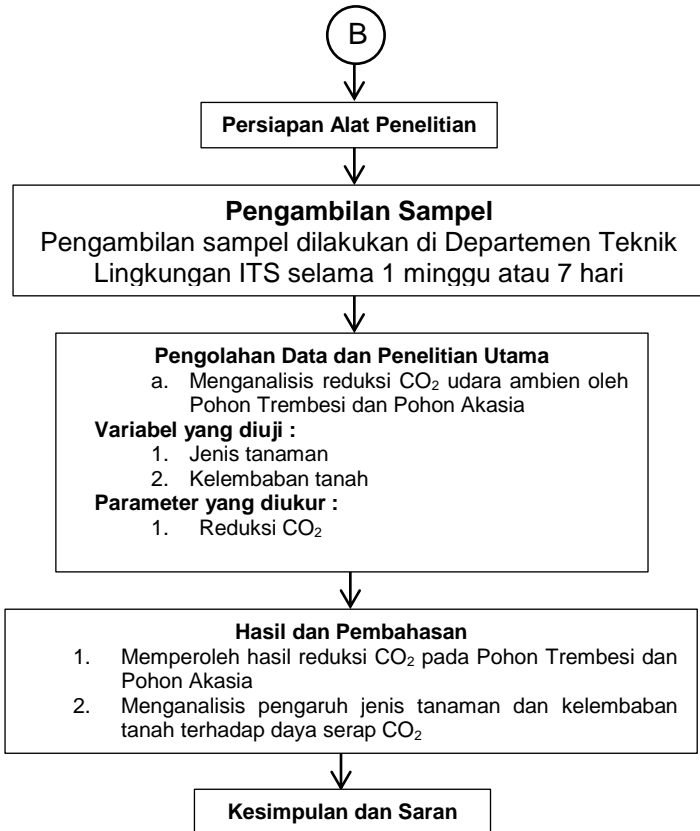 B
Persiapan Alat Penelitian
Pengambilan Sampel
Pengambilan sampel dilakukan di Departemen Teknik
Lingkungan ITS selama 1 minggu atau 7 hari
Pengolahan Data dan Penelitian Utama
a. Menganalisis reduksi CO₂ udara ambien oleh
Pohon Trembesi dan Pohon Akasia
Variabel yang diuji :
1. Jenis tanaman
2. Kelembaban tanah
Parameter yang diukur :
1. Reduksi CO₂
Hasil dan Pembahasan
1. Memperoleh hasil reduksi CO₂ pada Pohon Trembesi dan
Pohon Akasia
2. Menganalisis pengaruh jenis tanaman dan kelembaban
tanah terhadap daya serap CO₂
Kesimpulan dan Saran